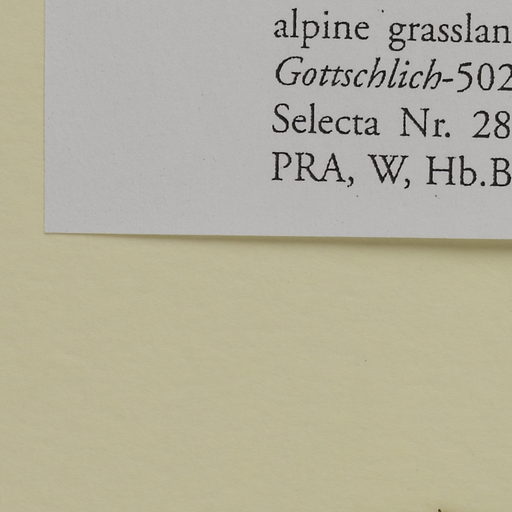 alpine grasslan
Gottschlich-502
Selecta Nr. 28
PRA, W, Hb.B